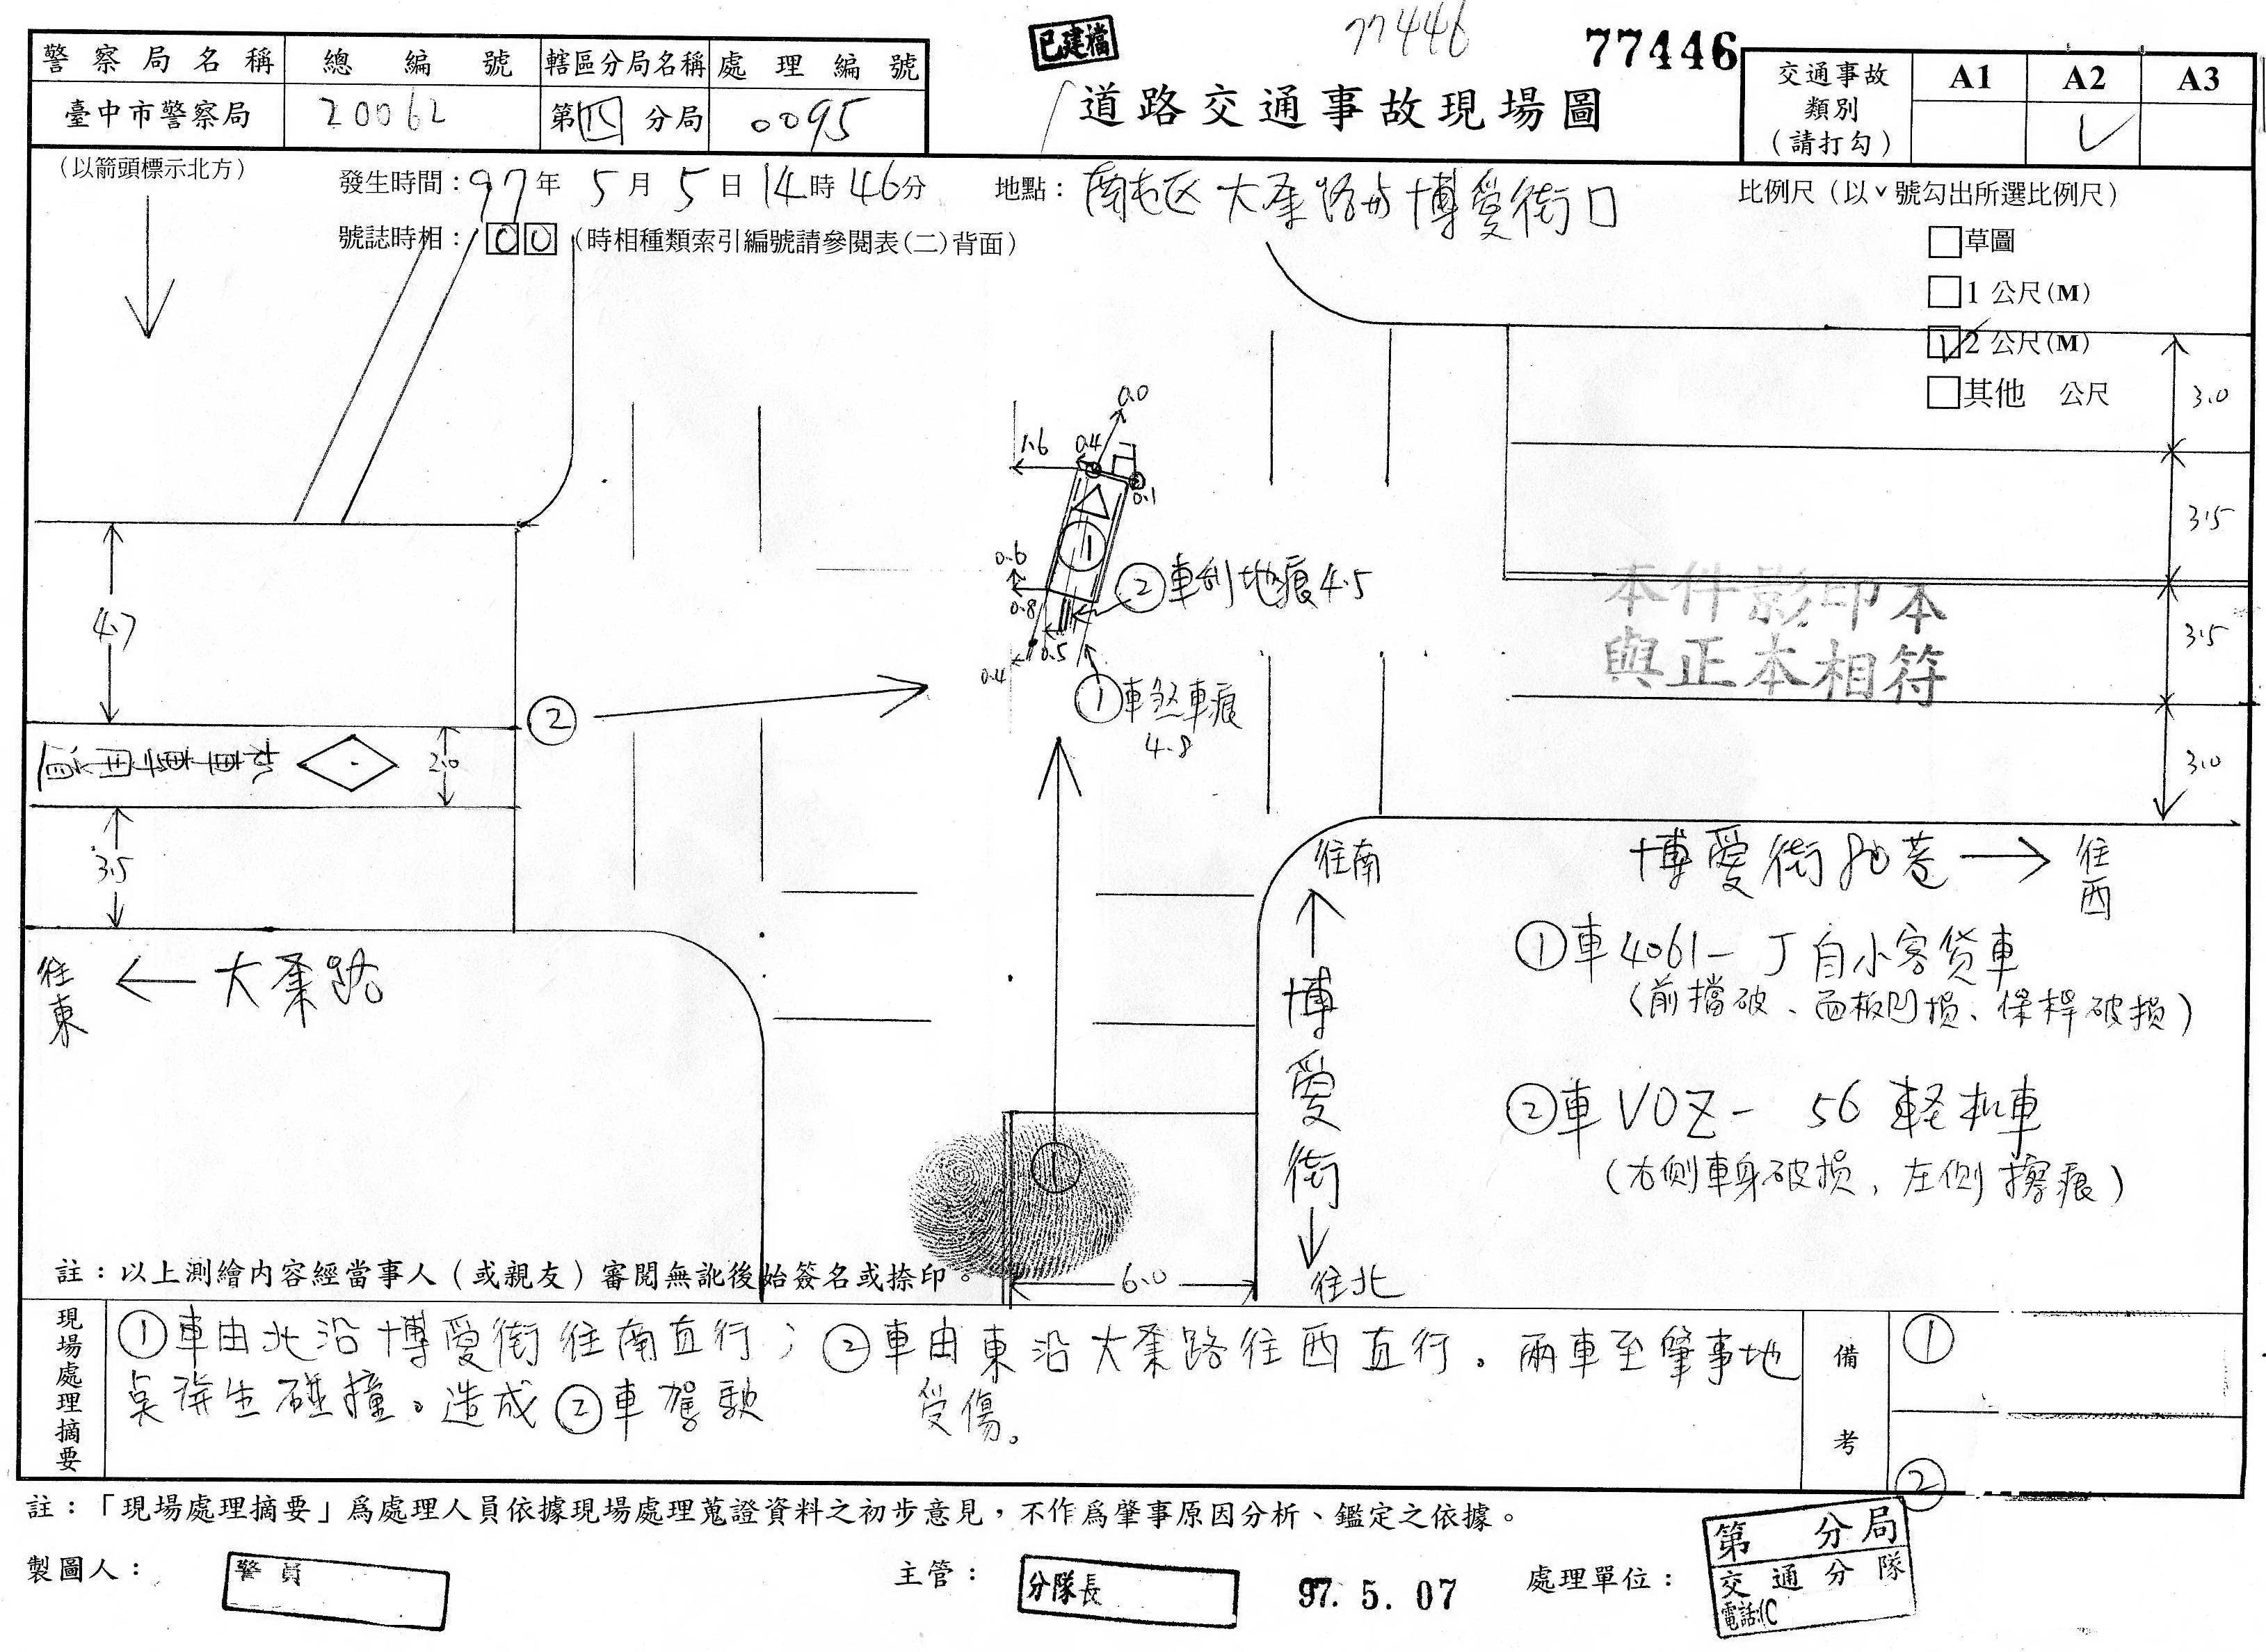 已建檔
77446
77446
警察局名稱 總編號 轄區分局名稱 處理編號
臺中市警察局 20062 第四分局 0095
道路交通事故現場圖
交通事故類別（請打勾） A1 A2 A3
（以箭頭標示北方）
發生時間：97年5月5日14時46分
地點：南屯区大業路與博愛街口
比例尺（以ˇ號勾出所選比例尺）
號誌時相：00（時相種類索引編號請參閱表(二)背面）
草圖
1公尺(M)
2公尺(M)
其他 公尺
3.0
3.5
3.5
3.0
0.0
1.6
0.4
0.1
①
0.6
0.8
0.5
0.4
②車刮地痕4.5
①車煞車痕
4.8
本件影印本
與正本相符
4.7
②
2.0
3.5
往東
大業路
往南
博愛街
往北
博愛街 巷
往西
①車4061-J自小客貨車
（前擋破、面板凹損、保桿破損）
②車VOZ- 56 輕机車
（右側車身破損，左側擦痕）
①
6.0
註：以上測繪內容經當事人（或親友）審閱無訛後始簽名或捺印。
現場處理摘要
①車由北沿博愛街往南直行；②車由東沿大業路往西直行。兩車至肇事地
點發生碰撞。造成②車駕駛 受傷。
備考
①
②
註：「現場處理摘要」為處理人員依據現場處理蒐證資料之初步意見，不作為肇事原因分析、鑑定之依據。
製圖人：
警員
主管：
分隊長
97. 5. 07
處理單位：
第 分局
交通分隊
電話:(C